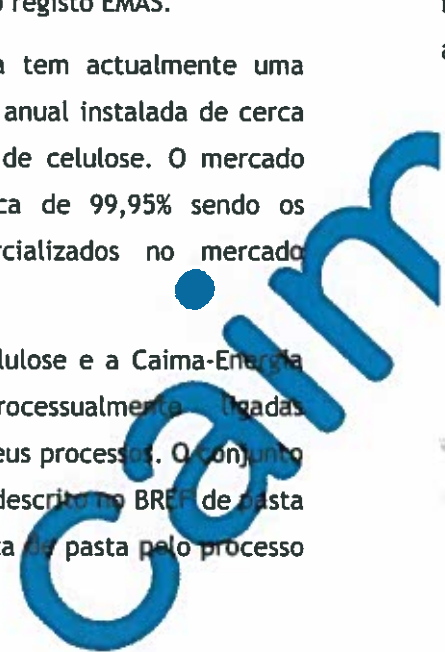 registo EMAS.
a tem actualmente uma
anual instalada de cerca
de celulose. O mercado
ca de 99,95% sendo os
rcializados no mercado
lulose e a Caima-Energia
rocessualmente ligadas
eus processos. O conjunto
descrito no BREF de pasta
ta de pasta pelo processo
caim